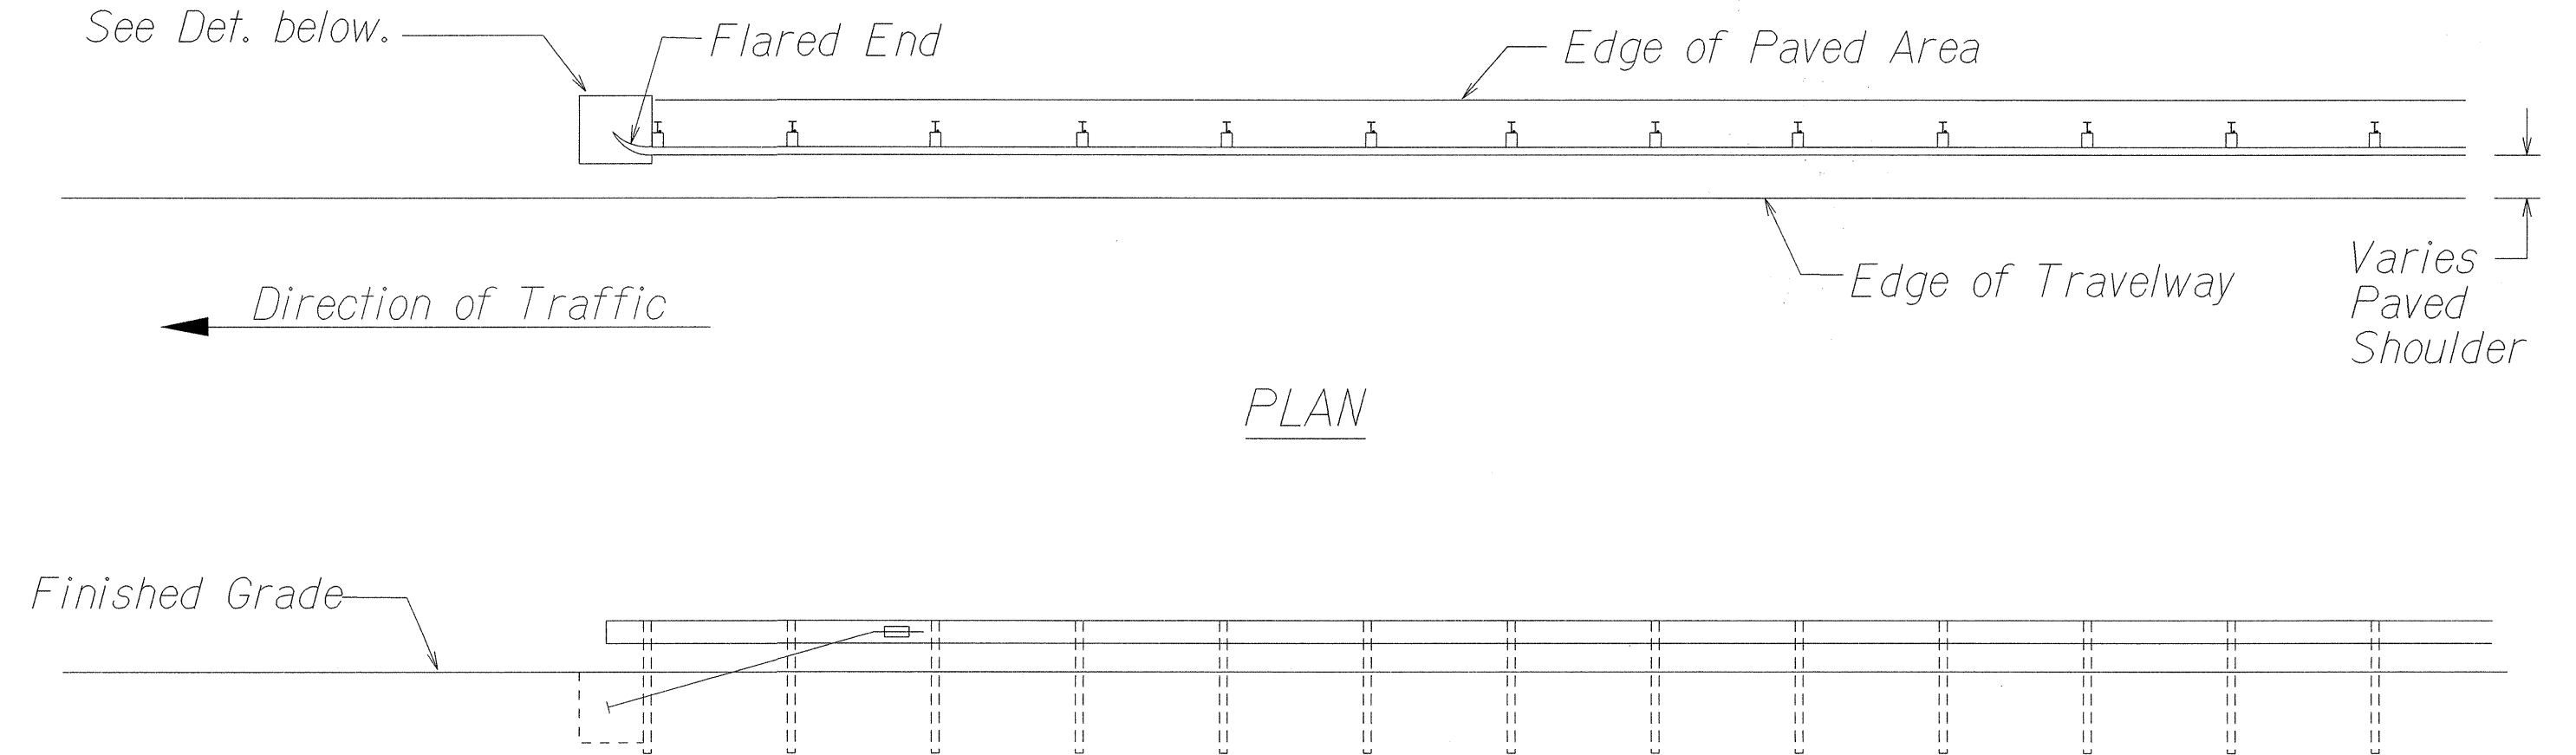 See Det. below.
Flared End
Edge of Paved Area
Edge of Travelway
Varies
Paved
Shoulder
Direction of Traffic
PLAN
Finished Grade